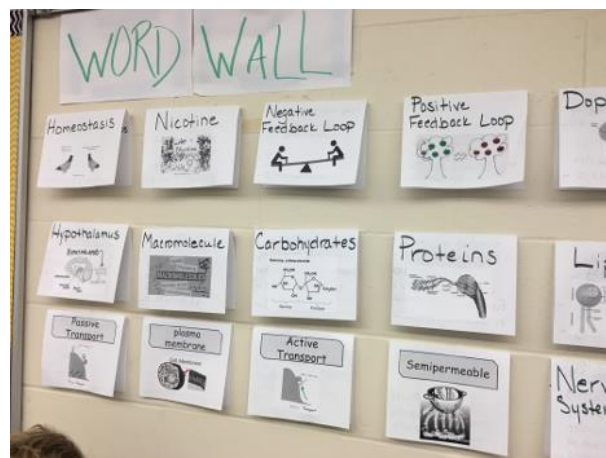 WORD WALL
Homeostasis
Nicotine
Negative
Feedback Loop
Positive
Feedback Loop
Dop
Hypothalamus
Macromolecule
Carbohydrates
Proteins
Li
Passive
Transport
plasma
membrane
Active
Transport
Semipermeable
Nerv
System